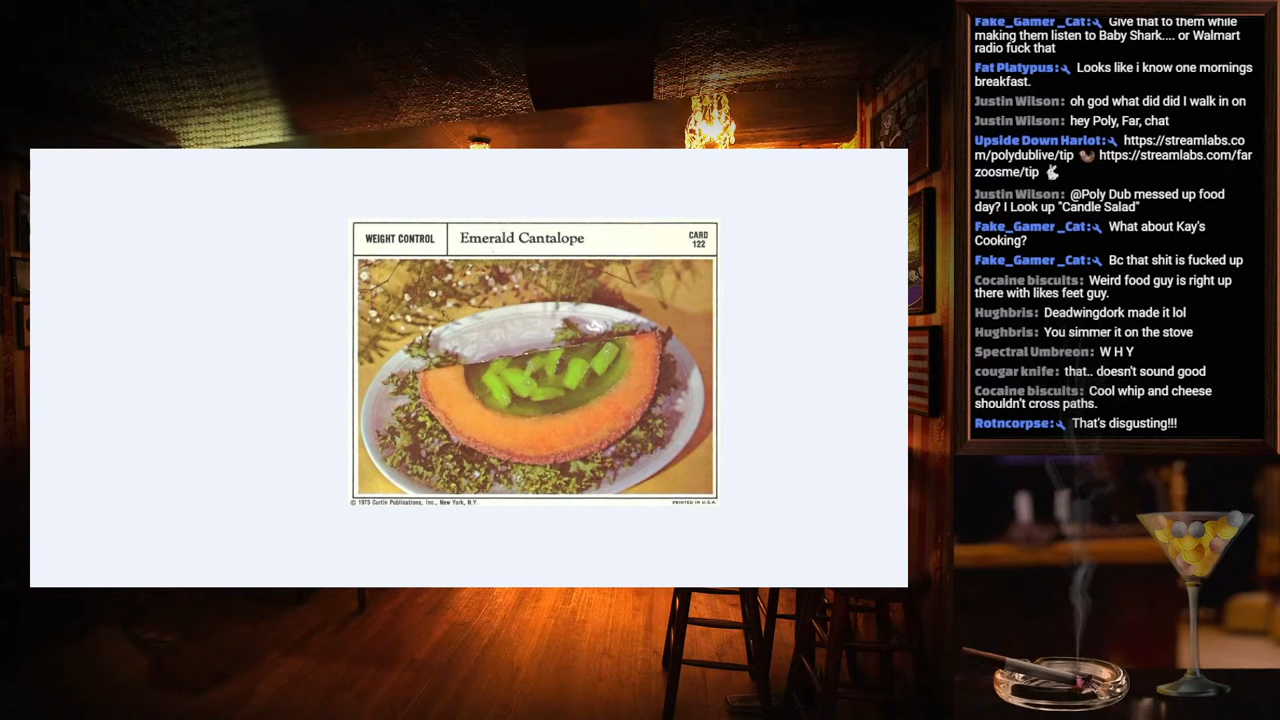 WEIGHT CONTROL
Emerald Cantalope
CARD
122
© 1973 Curtin Publications, Inc., New York, N.Y.
PRINTED IN U.S.A.
Fake_Gamer_Cat: Give that to them while
making them listen to Baby Shark.... or Walmart
radio fuck that
Fat Platypus: Looks like i know one mornings
breakfast.
Justin Wilson: oh god what did did I walk in on
Justin Wilson: hey Poly, Far, chat
Upside Down Harlot: https://streamlabs.co
m/polydublive/tip https://streamlabs.com/far
zoosme/tip
Justin Wilson: @Poly Dub messed up food
day? I Look up "Candle Salad"
Fake_Gamer_Cat: What about Kay's
Cooking?
Fake_Gamer_Cat: Bc that shit is fucked up
Cocaine biscuits: Weird food guy is right up
there with likes feet guy.
Hughbris: Deadwingdork made it lol
Hughbris: You simmer it on the stove
Spectral Umbreon: W H Y
cougar knife: that.. doesn't sound good
Cocaine biscuits: Cool whip and cheese
shouldn't cross paths.
Rotncorpse: That's disgusting!!!